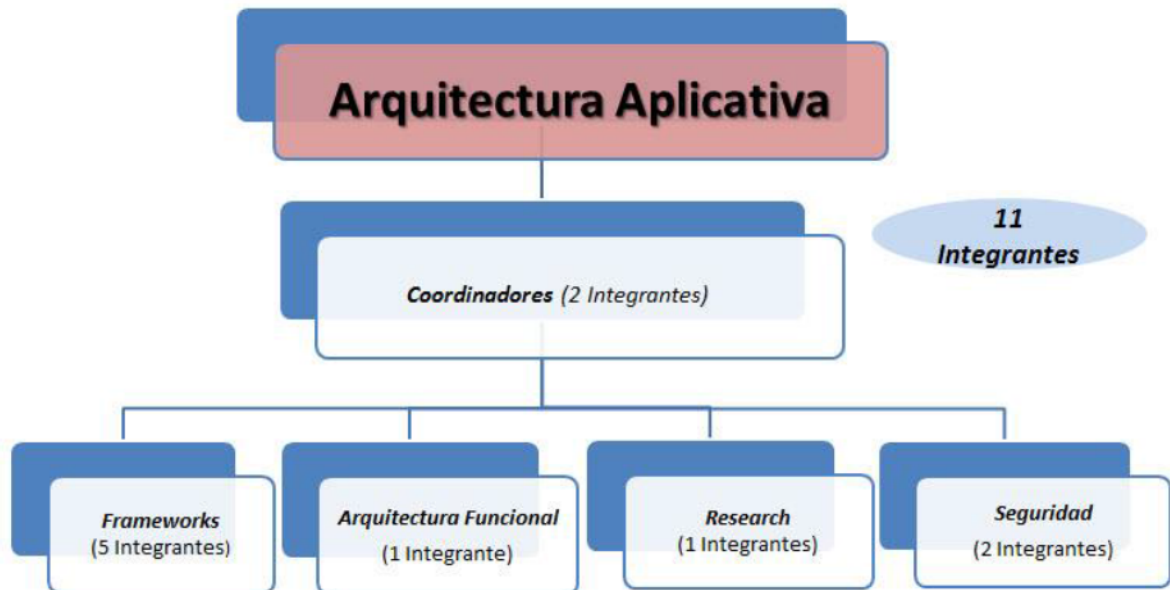 Arquitectura Aplicativa
11
Integrantes
Coordinadores (2 Integrantes)
Frameworks
(5 Integrantes)
Arquitectura Funcional
(1 Integrante)
Research
(1 Integrantes)
Seguridad
(2 Integrantes)